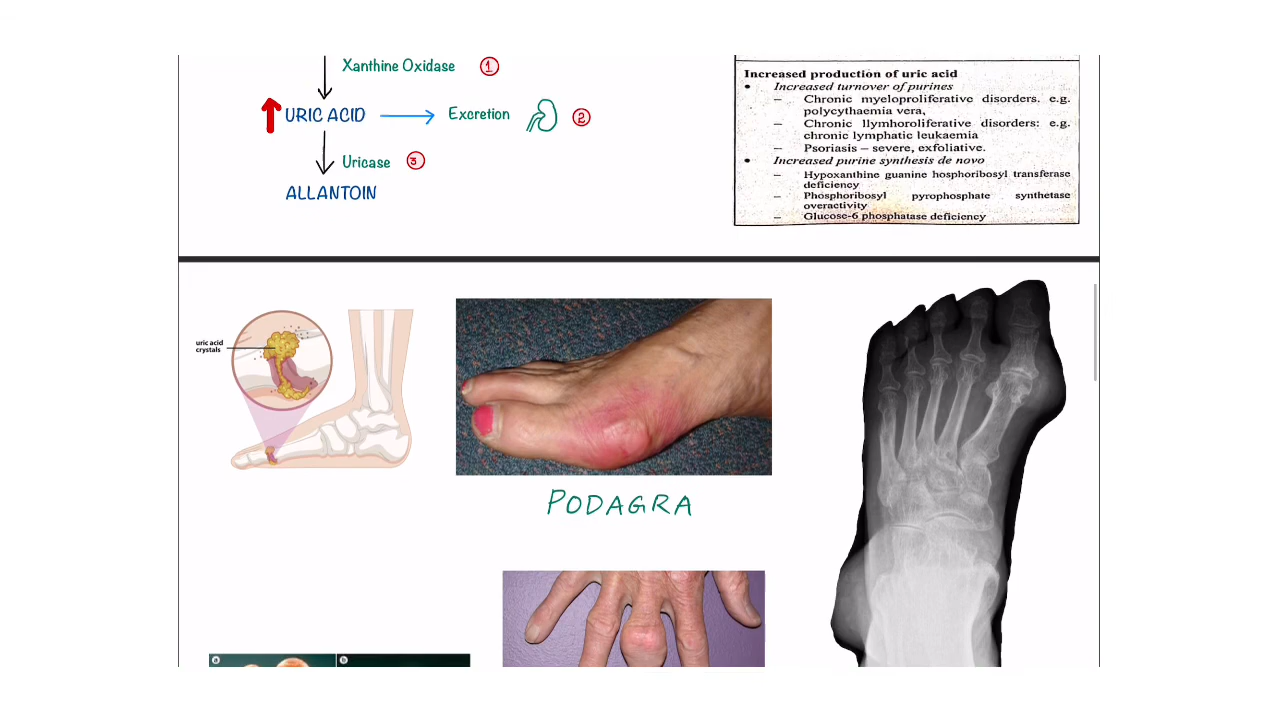 Xanthine Oxidase 1
URIC ACID
Excretion 2
Uricase 3
ALLANTOIN
Increased production of uric acid
• Increased turnover of purines
– Chronic myeloproliferative disorders. e.g.
polycythaemia vera,
– Chronic llymhoroliferative disorders: e.g.
chronic lymphatic leukaemia
– Psoriasis – severe, exfoliative.
• Increased purine synthesis de novo
– Hypoxanthine guanine hosphoribosyl transferase
deficiency
– Phosphoribosyl pyrophosphate synthetase
overactivity
– Glucose-6 phosphatase deficiency
uric acid
crystals
PODAGRA
a
b